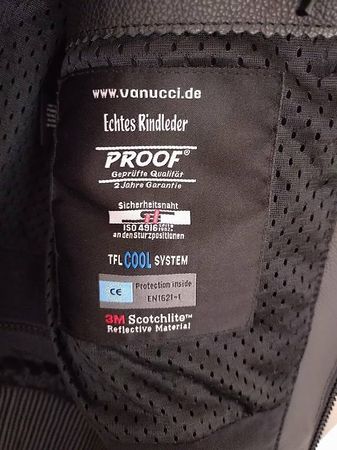 www.vanucci.de
Echtes Rindleder
PROOF®
Geprüfte Qualität
2 Jahre Garantie
Sicherheitsnaht
ISO 4916
an den Sturzpositionen
TFL COOL SYSTEM
CE
Protection inside
EN1621-1
3M Scotchlite™
Reflective Material